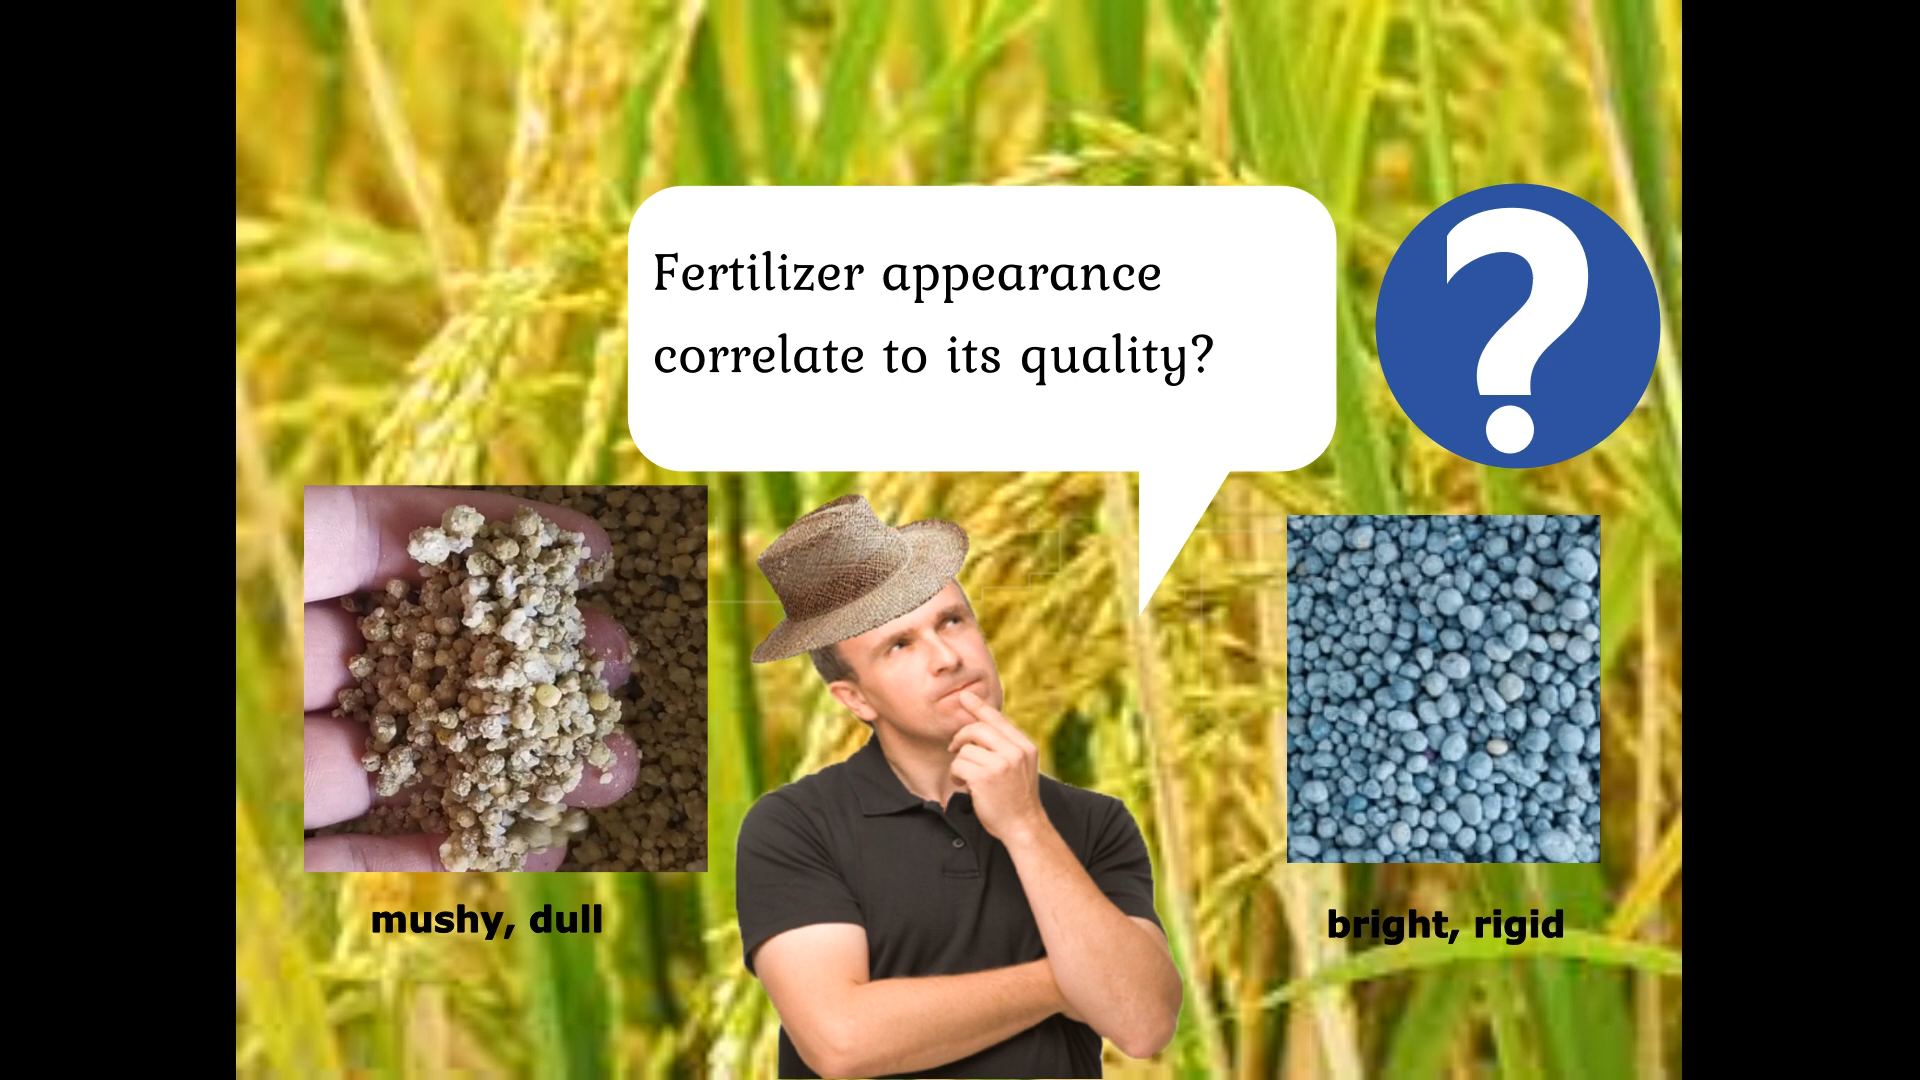 Fertilizer appearance
correlate to its quality?
?
mushy, dull
bright, rigid